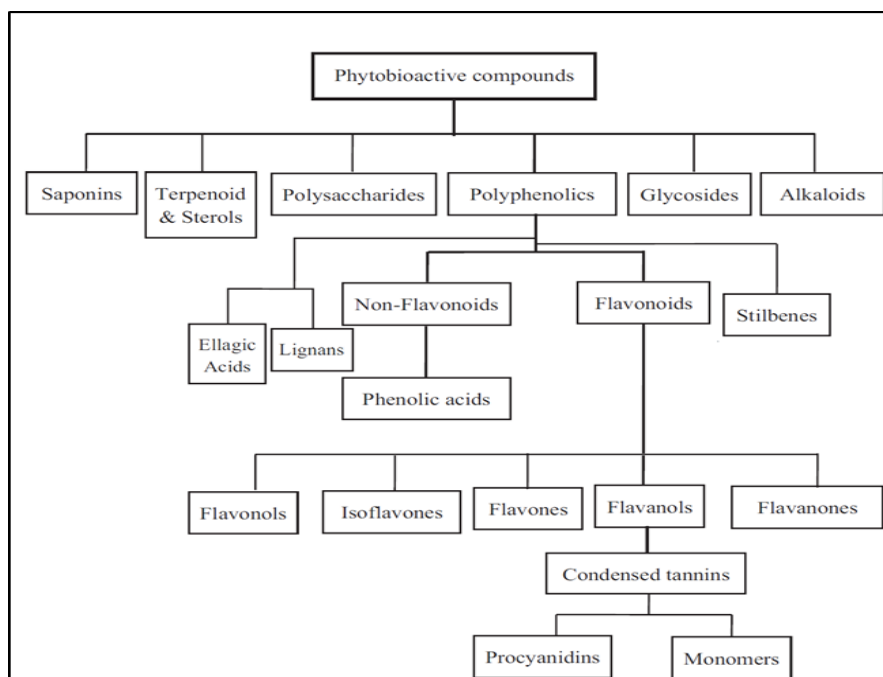 Phytobioactive compounds
Saponins
Terpenoid
& Sterols
Polysaccharides
Polyphenolics
Glycosides
Alkaloids
Non-Flavonoids
Flavonoids
Stilbenes
Ellagic
Acids
Lignans
Phenolic acids
Flavonols
Isoflavones
Flavones
Flavanols
Flavanones
Condensed tannins
Procyanidins
Monomers